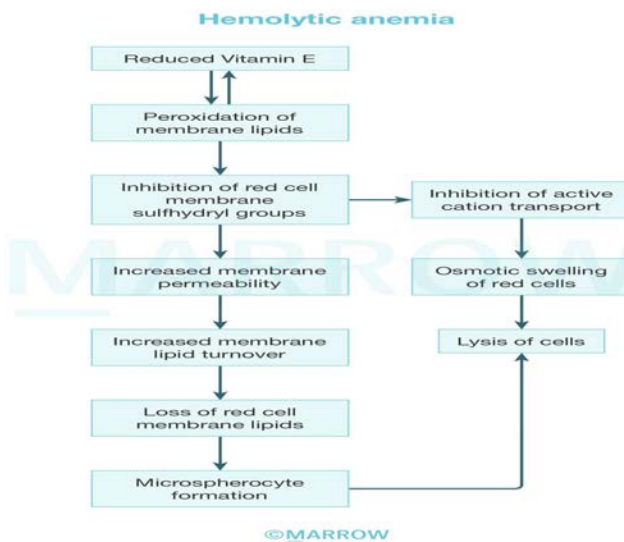 Hemolytic anemia
Reduced Vitamin E
Peroxidation of
membrane lipids
Inhibition of red cell
membrane
sulfhydryl groups
Inhibition of active
cation transport
Increased membrane
permeability
Osmotic swelling
of red cells
Increased membrane
lipid turnover
Lysis of cells
Loss of red cell
membrane lipids
Microspherocyte
formation
MARROW
©MARROW